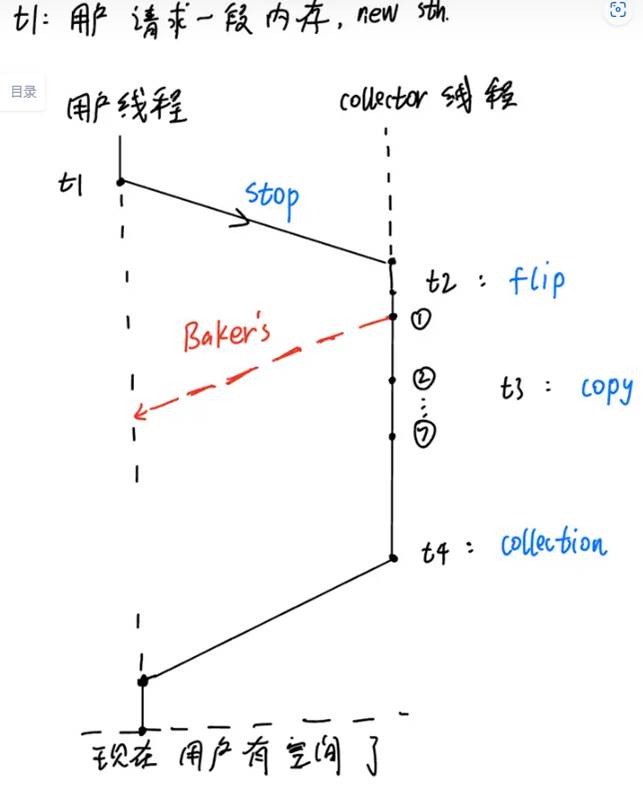 t1: 用户 请求一段内存, new sth.
目录
用户线程
collector 线程
t1
stop
t2 : flip
Baker's
①
②
⋮
⑦
t3 : copy
t4 : collection
现在 用户有空间了